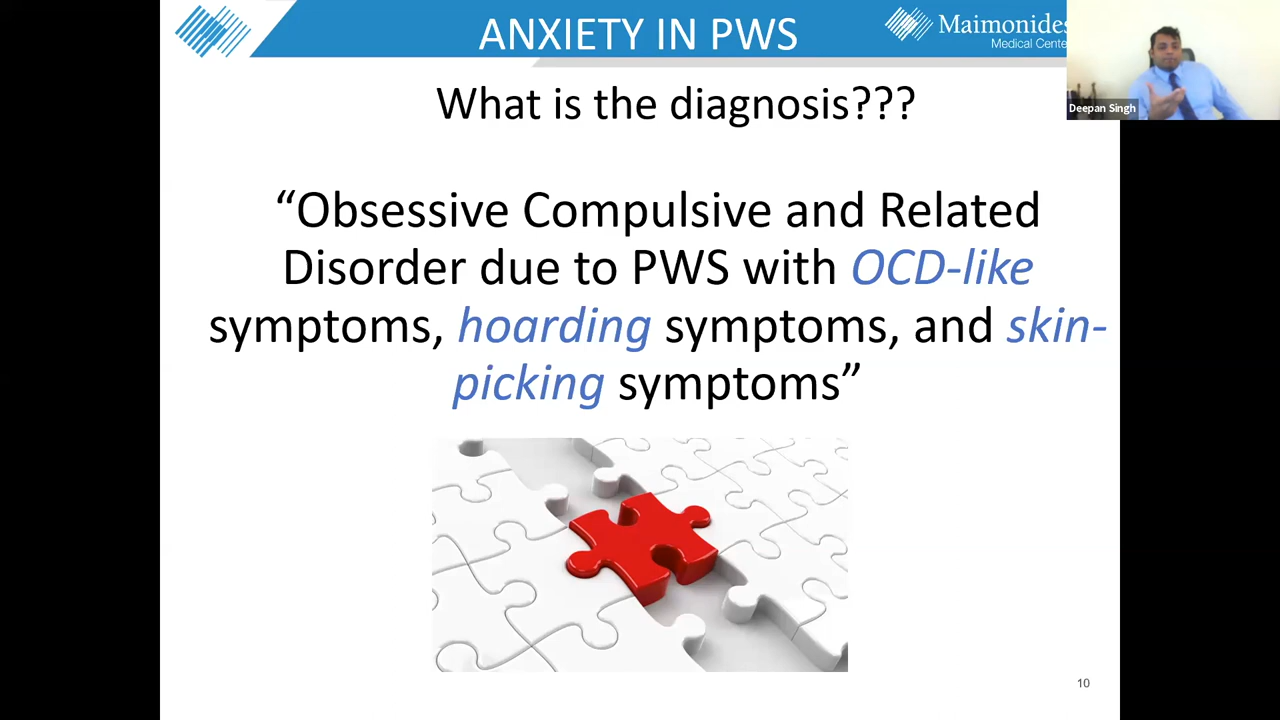 ANXIETY IN PWS
Maimonides
Medical Cente
Deepan Singh
What is the diagnosis???
“Obsessive Compulsive and Related
Disorder due to PWS with OCD-like
symptoms, hoarding symptoms, and skin-
picking symptoms”
10